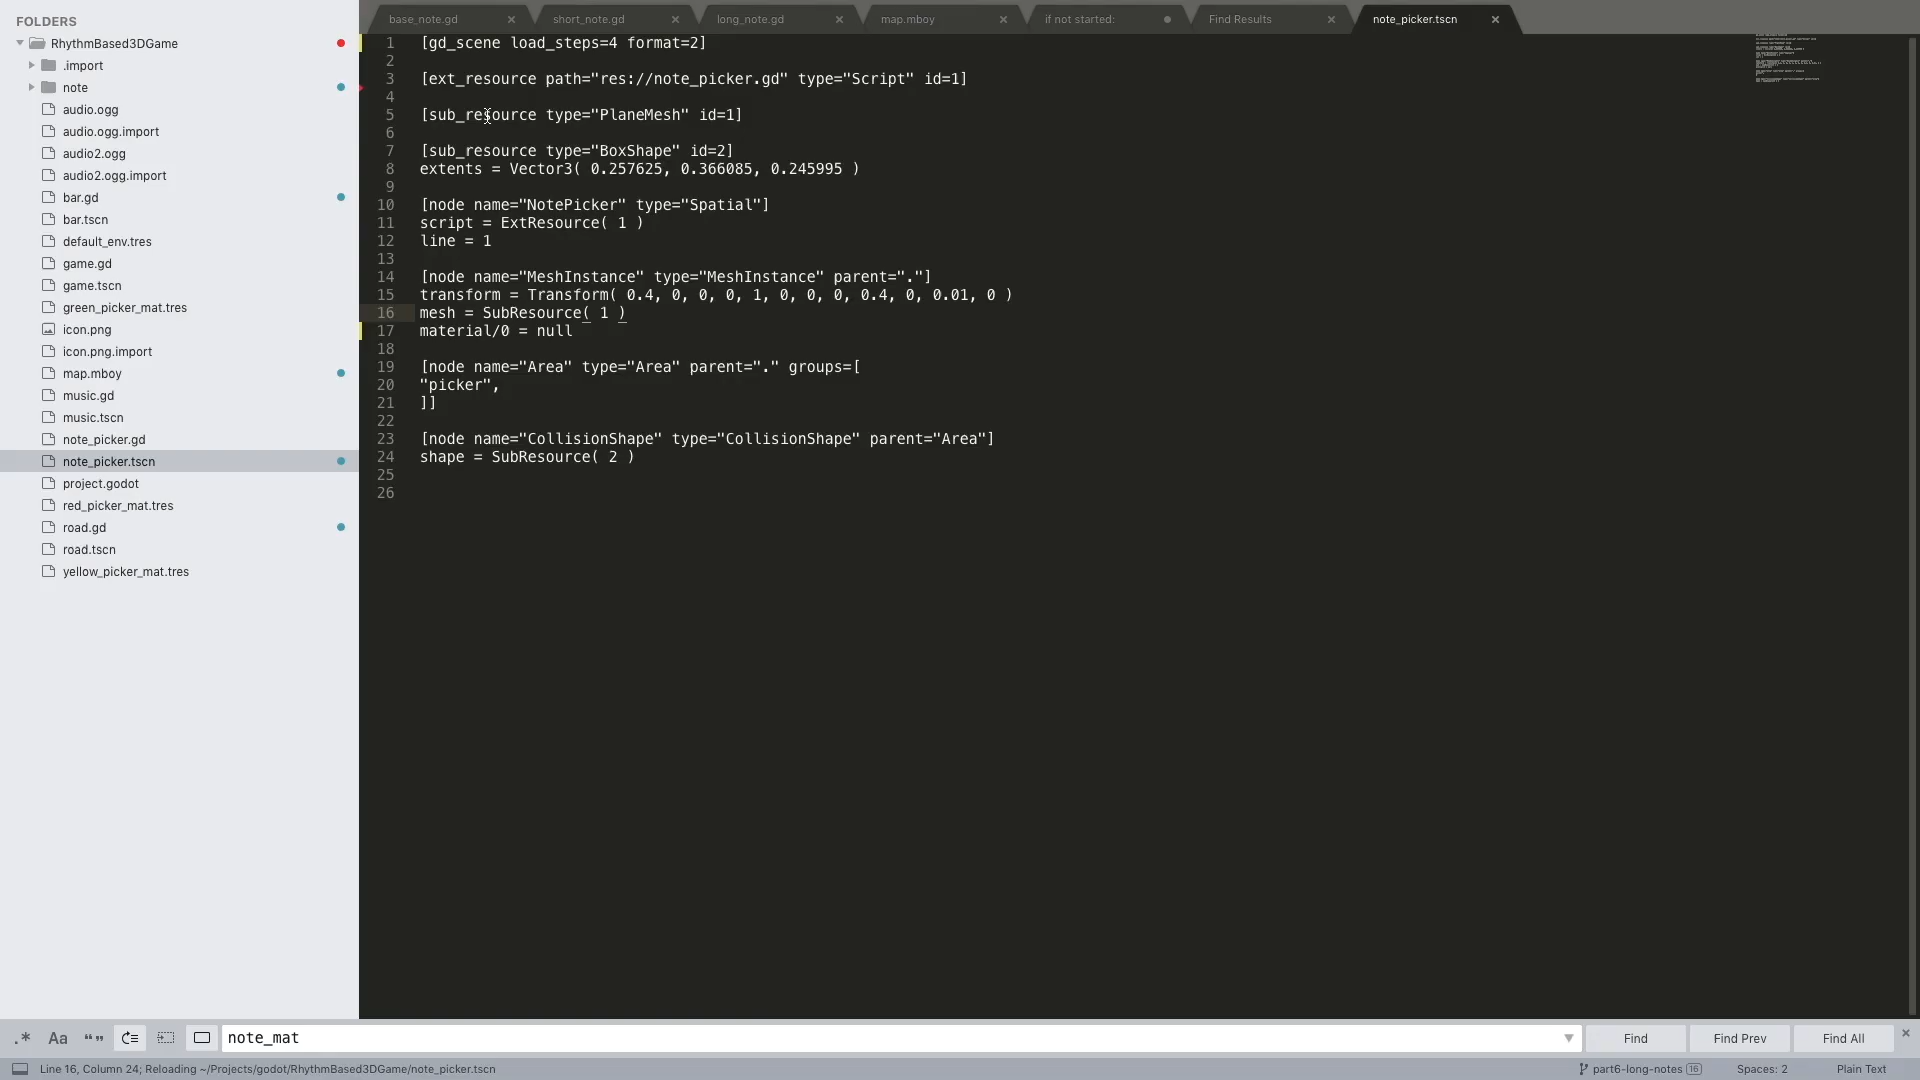 FOLDERS
RhythmBased3DGame
.import
note
audio.ogg
audio.ogg.import
audio2.ogg
audio2.ogg.import
bar.gd
bar.tscn
default_env.tres
game.gd
game.tscn
green_picker_mat.tres
icon.png
icon.png.import
map.mboy
music.gd
music.tscn
note_picker.gd
note_picker.tscn
project.godot
red_picker_mat.tres
road.gd
road.tscn
yellow_picker_mat.tres
base_note.gd
short_note.gd
long_note.gd
map.mboy
if not started:
Find Results
note_picker.tscn
1 [gd_scene load_steps=4 format=2]
2
3 [ext_resource path="res://note_picker.gd" type="Script" id=1]
4
5 [sub_resource type="PlaneMesh" id=1]
6
7 [sub_resource type="BoxShape" id=2]
8 extents = Vector3( 0.257625, 0.366085, 0.245995 )
9
10 [node name="NotePicker" type="Spatial"]
11 script = ExtResource( 1 )
12 line = 1
13
14 [node name="MeshInstance" type="MeshInstance" parent="."]
15 transform = Transform( 0.4, 0, 0, 0, 1, 0, 0, 0, 0.4, 0, 0.01, 0 )
16 mesh = SubResource( 1 )
17 material/0 = null
18
19 [node name="Area" type="Area" parent="." groups=[
20 "picker",
21 ]]
22
23 [node name="CollisionShape" type="CollisionShape" parent="Area"]
24 shape = SubResource( 2 )
25
26
.* Aa “” note_mat Find Find Prev Find All
Line 16, Column 24; Reloading ~/Projects/godot/RhythmBased3DGame/note_picker.tscn
part6-long-notes 16 Spaces: 2 Plain Text